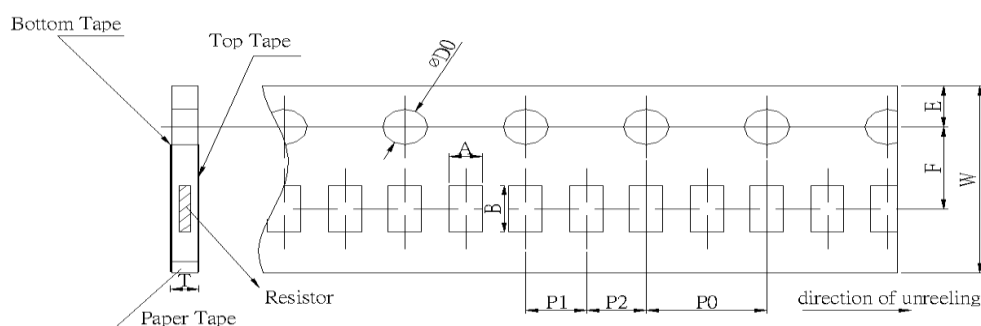 Bottom Tape
Top Tape
øD0
E
A
F
W
B
T
Resistor
P1
P2
P0
direction of unreeling
Paper Tape